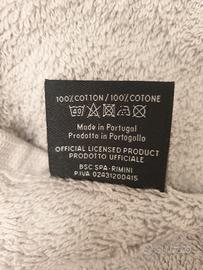 100% COTTON / 100% COTONE
Made in Portugal
Prodotto in Portogallo
OFFICIAL LICENSED PRODUCT
PRODOTTO UFFICIALE
BSC SPA - RIMINI
P.IVA 02431200415